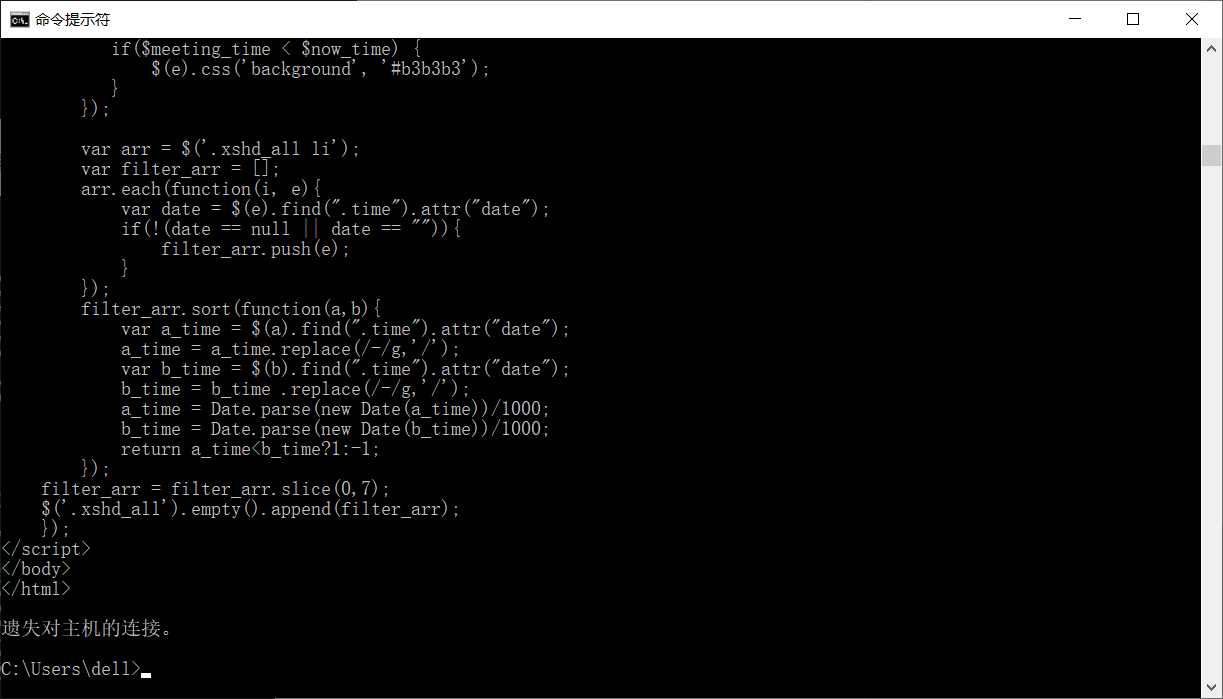 命令提示符
if($meeting_time < $now_time) {
$(e).css('background', '#b3b3b3');
}
});
var arr = $('.xshd_all li');
var filter_arr = [];
arr.each(function(i, e){
var date = $(e).find(".time").attr("date");
if(!(date == null || date == "")){
filter_arr.push(e);
}
});
filter_arr.sort(function(a,b){
var a_time = $(a).find(".time").attr("date");
a_time = a_time.replace(/-/g,'/');
var b_time = $(b).find(".time").attr("date");
b_time = b_time .replace(/-/g,'/');
a_time = Date.parse(new Date(a_time))/1000;
b_time = Date.parse(new Date(b_time))/1000;
return a_time<b_time?1:-1;
});
filter_arr = filter_arr.slice(0,7);
$('.xshd_all').empty().append(filter_arr);
});
</script>
</body>
</html>
遗失对主机的连接。
C:\Users\dell>